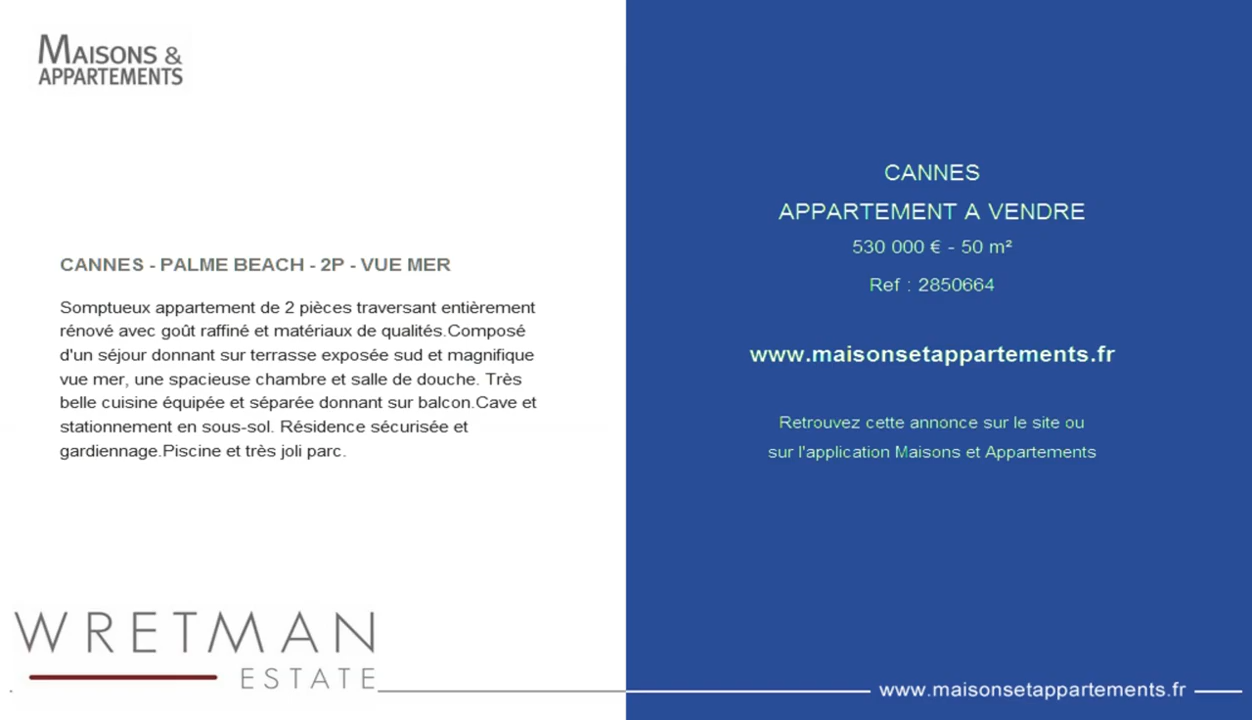 MAISONS &
APPARTEMENTS
CANNES - PALME BEACH - 2P - VUE MER
Somptueux appartement de 2 pièces traversant entièrement
rénové avec goût raffiné et matériaux de qualités.Composé
d'un séjour donnant sur terrasse exposée sud et magnifique
vue mer, une spacieuse chambre et salle de douche. Très
belle cuisine équipée et séparée donnant sur balcon.Cave et
stationnement en sous-sol. Résidence sécurisée et
gardiennage.Piscine et très joli parc.
WRETMAN
ESTATE
CANNES
APPARTEMENT A VENDRE
530 000 € - 50 m²
Ref : 2850664
www.maisonsetappartements.fr
Retrouvez cette annonce sur le site ou
sur l'application Maisons et Appartements
www.maisonsetappartements.fr